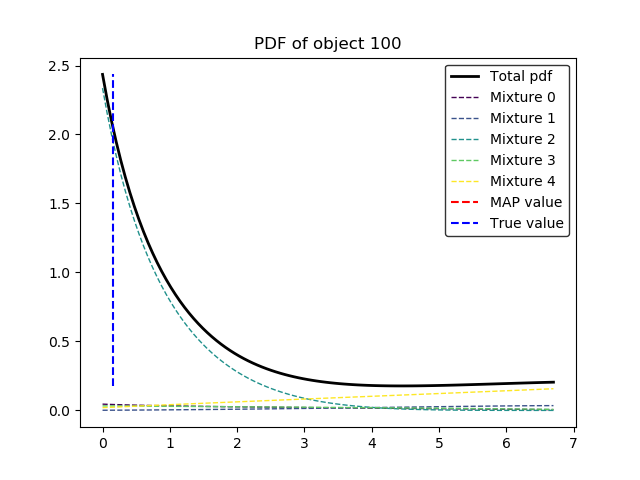 PDF of object 100
2.5
2.0
1.5
1.0
0.5
0.0
0 1 2 3 4 5 6 7
Total pdf
Mixture 0
Mixture 1
Mixture 2
Mixture 3
Mixture 4
MAP value
True value